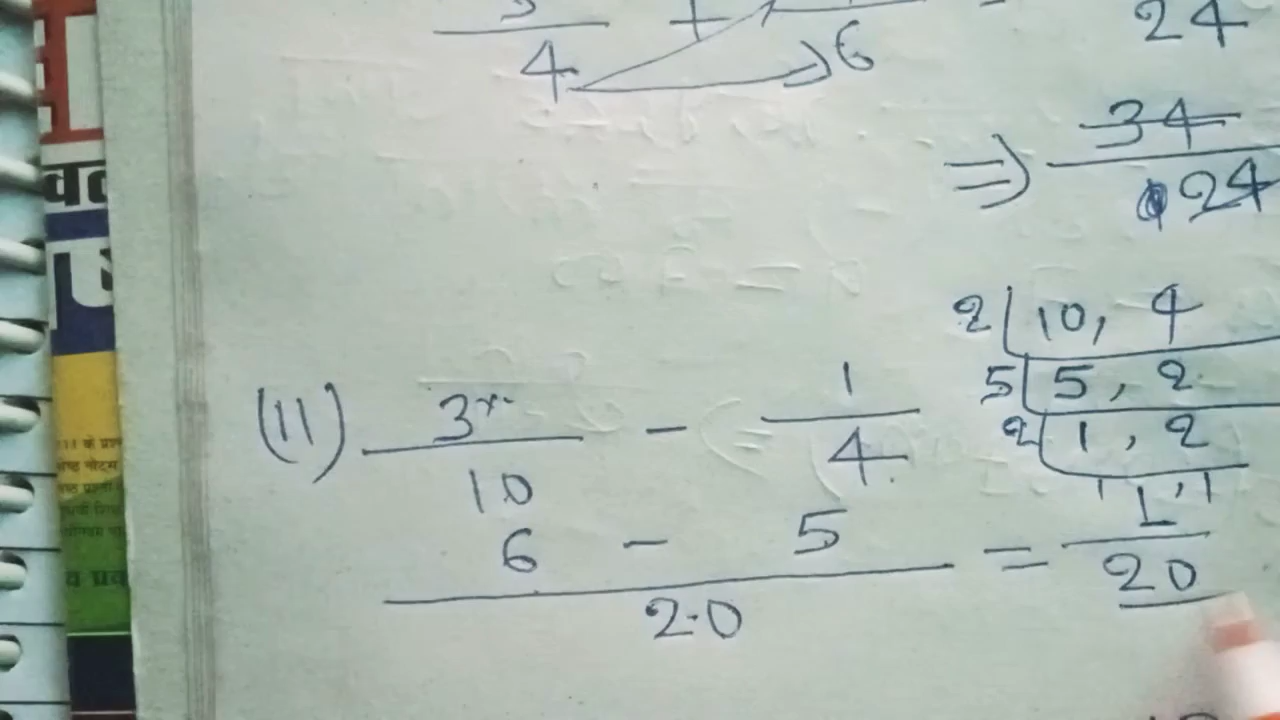 3/4 + /6 24
⇒ 34/24
2 | 10, 4
5 | 5, 2
2 | 1, 2
1, 1
(11) 3/10 - 1/4
6 - 5 / 20 = 1/20